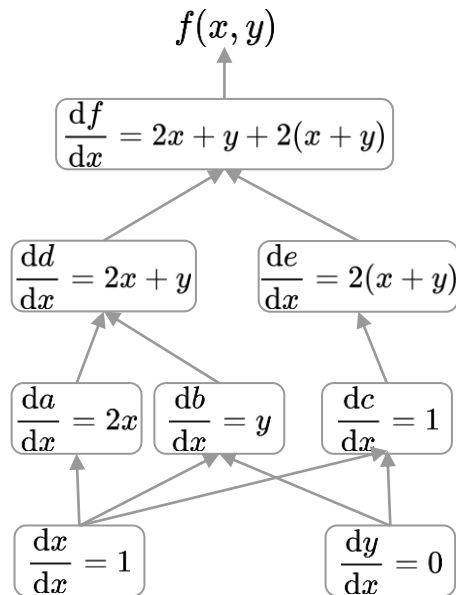 f(x, y)
df/dx = 2x + y + 2(x + y)
dd/dx = 2x + y
de/dx = 2(x + y)
da/dx = 2x
db/dx = y
dc/dx = 1
dx/dx = 1
dy/dx = 0